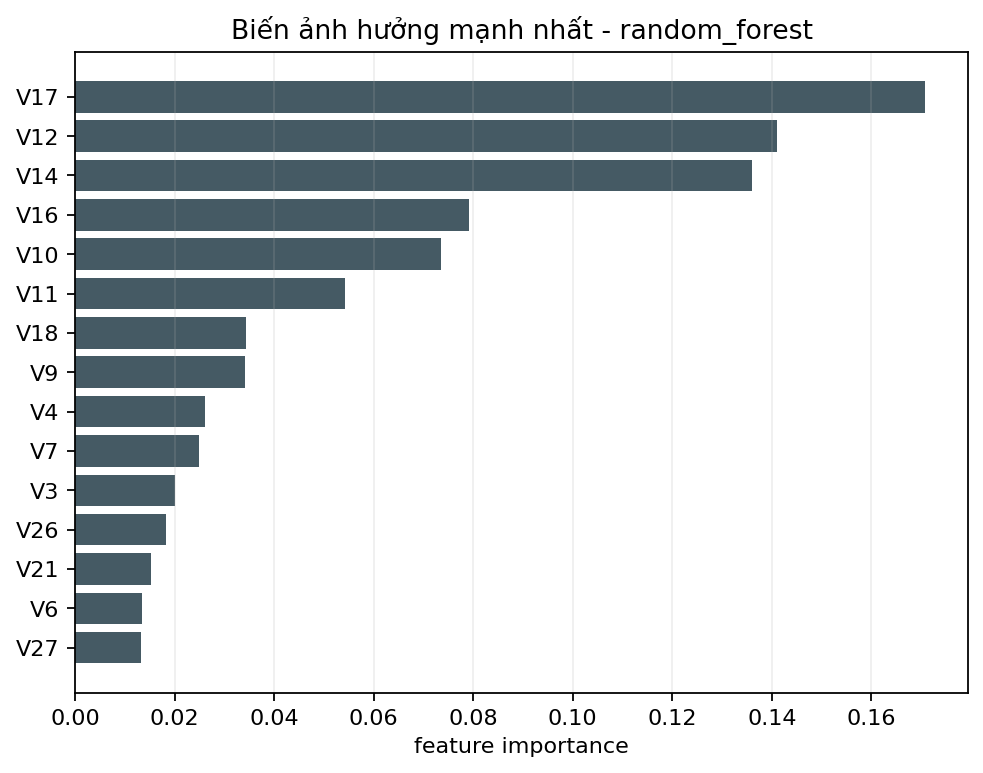 Biến ảnh hưởng mạnh nhất - random_forest
V17
V12
V14
V16
V10
V11
V18
V9
V4
V7
V3
V26
V21
V6
V27
0.00 0.02 0.04 0.06 0.08 0.10 0.12 0.14 0.16
feature importance